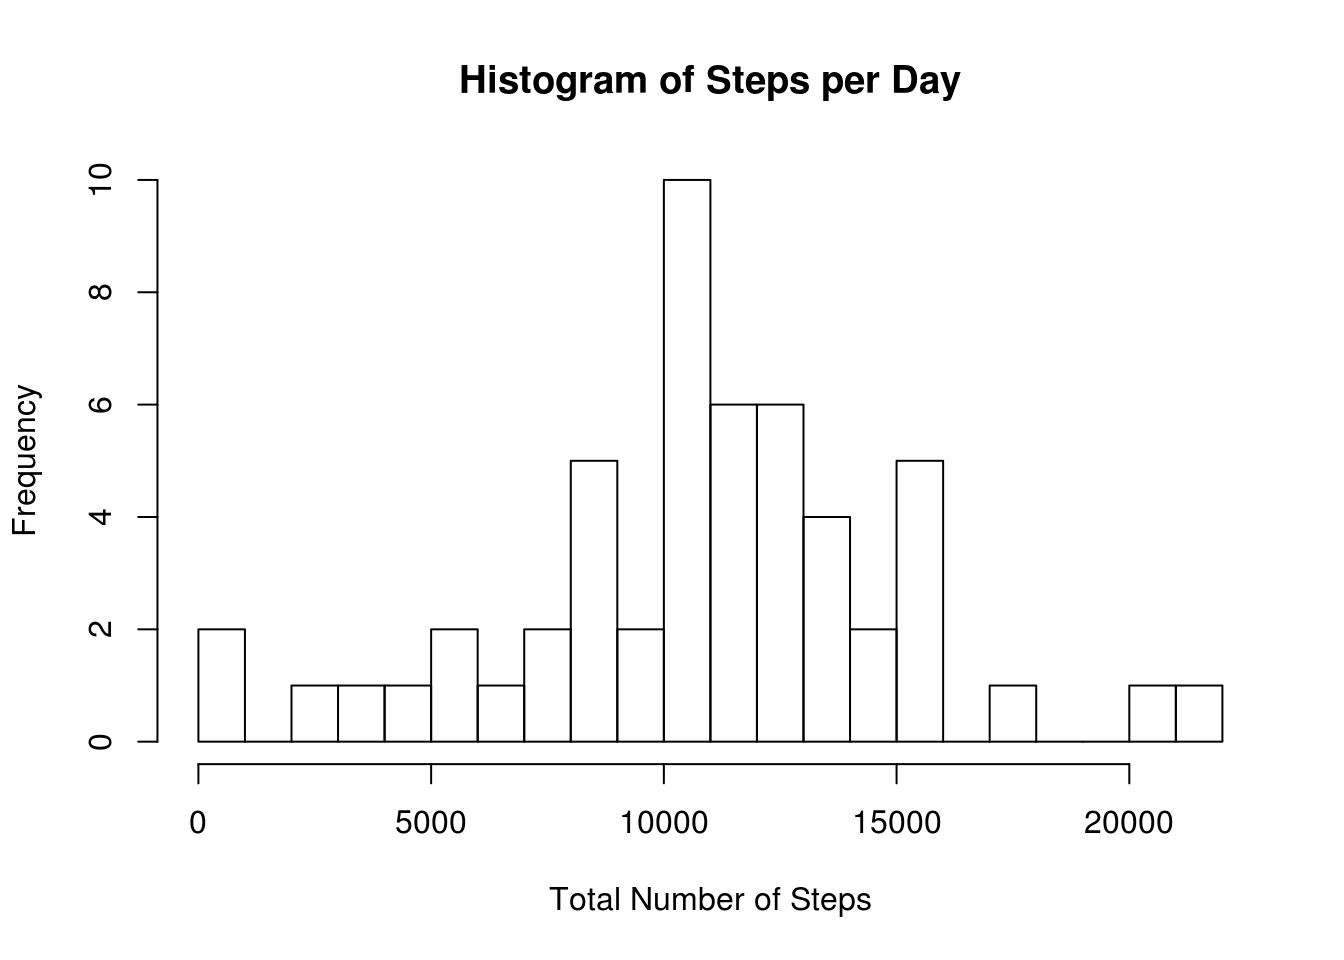 Histogram of Steps per Day
Frequency
10
8
6
4
2
0
0 5000 10000 15000 20000
Total Number of Steps